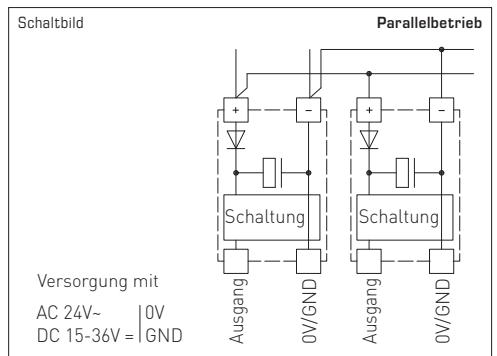 Schaltbild
Parallelbetrieb
+ − + −
Schaltung Schaltung
Ausgang
0V/GND
Ausgang
0V/GND
Versorgung mit
AC 24V~ 0V
DC 15-36V = GND